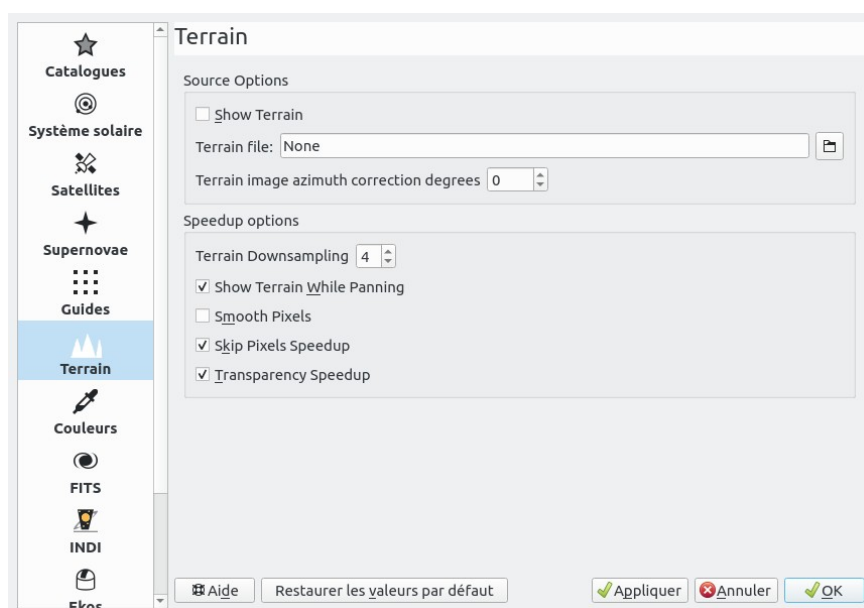 Catalogues
Système solaire
Satellites
Supernovae
Guides
Terrain
Couleurs
FITS
INDI
Ekos
Terrain
Source Options
Show Terrain
Terrain file: None
Terrain image azimuth correction degrees 0
Speedup options
Terrain Downsampling 4
Show Terrain While Panning
Smooth Pixels
Skip Pixels Speedup
Transparency Speedup
Aide Restaurer les valeurs par défaut Appliquer Annuler OK